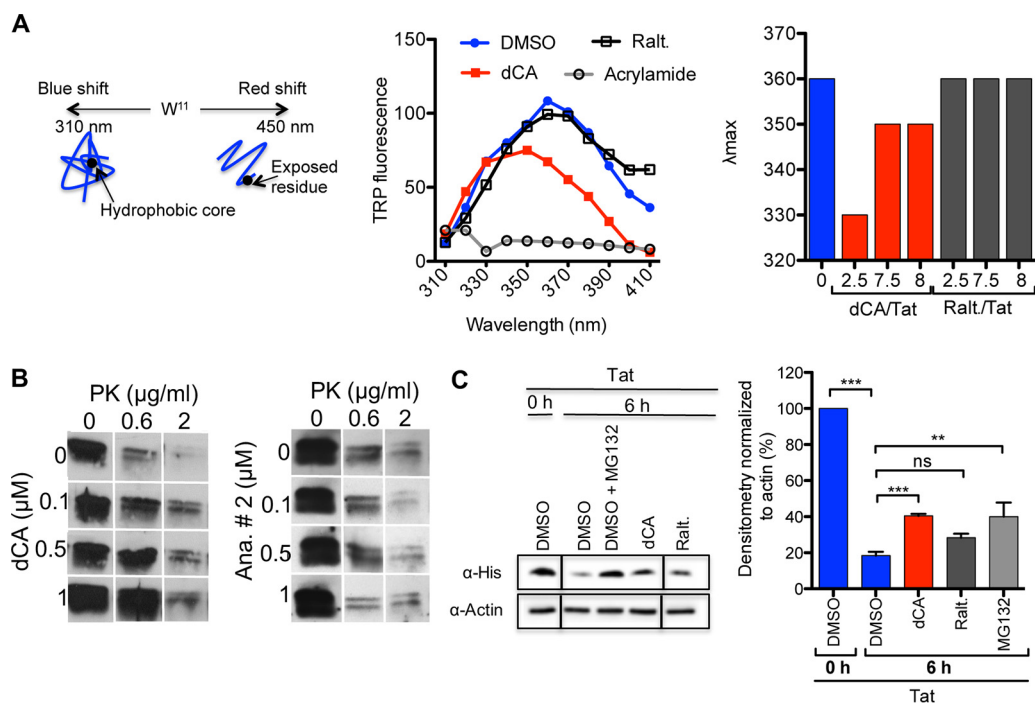 A
Blue shift
W11
Red shift
310 nm
450 nm
Exposed
residue
Hydrophobic core
150
100
50
0
TRP fluorescence
DMSO
Ralt.
dCA
Acrylamide
310
330
350
370
390
410
Wavelength (nm)
λmax
370
360
350
340
330
320
0
2.5
7.5
8
2.5
7.5
8
dCA/Tat
Ralt./Tat
B
PK (µg/ml)
0
0.6
2
dCA (µM)
0
0.1
0.5
1
PK (µg/ml)
0
0.6
2
Ana. # 2 (µM)
0
0.1
0.5
1
C
Tat
0 h
6 h
DMSO
DMSO
DMSO + MG132
dCA
Ralt.
α-His
α-Actin
Densitometry normalized
to actin (%)
120
100
80
60
40
20
0
***
**
ns
***
DMSO
DMSO
dCA
Ralt.
MG132
0 h
6 h
Tat